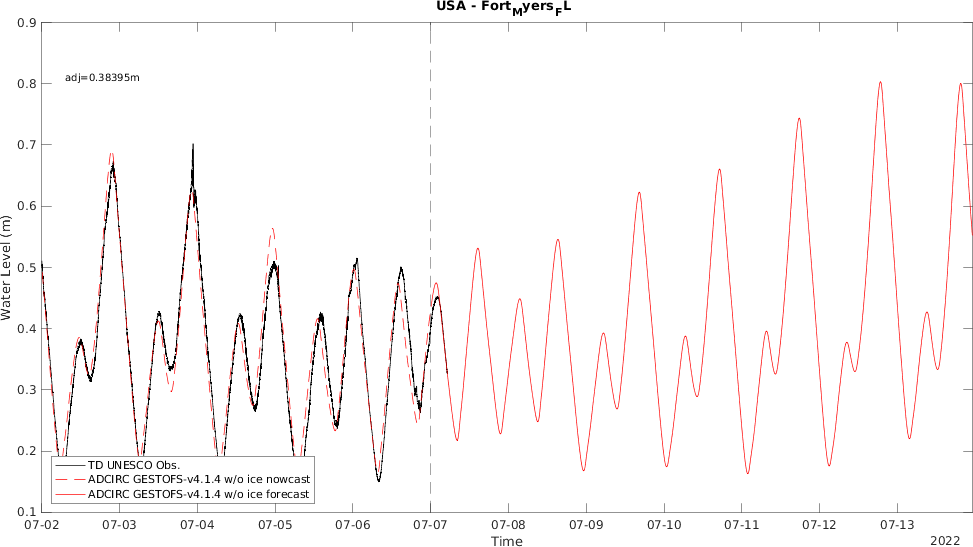 USA - Fort_Myers_FL
0.9
0.8
0.7
0.6
0.5
0.4
0.3
0.2
0.1
Water Level (m)
adj=0.38395m
TD UNESCO Obs.
ADCIRC GESTOFS-v4.1.4 w/o ice nowcast
ADCIRC GESTOFS-v4.1.4 w/o ice forecast
07-02 07-03 07-04 07-05 07-06 07-07 07-08 07-09 07-10 07-11 07-12 07-13
Time
2022